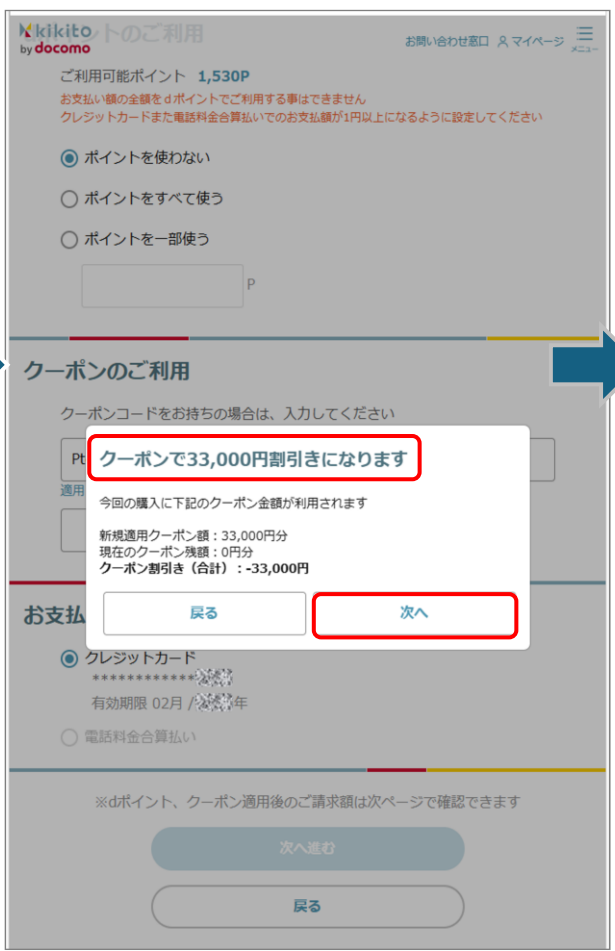 kikito
by docomo
ポイントのご利用
お問い合わせ窓口 マイページ
メニュー
ご利用可能ポイント 1,530P
お支払い額の全額をdポイントでご利用する事はできません
クレジットカードまた電話料金合算払いでのお支払額が1円以上になるように設定してください
ポイントを使わない
ポイントをすべて使う
ポイントを一部使う
P
クーポンのご利用
クーポンコードをお持ちの場合は、入力してください
Pt
適用
クーポンで33,000円割引きになります
今回の購入に下記のクーポン金額が利用されます
新規適用クーポン額：33,000円分
現在のクーポン残額：0円分
クーポン割引き（合計）：-33,000円
戻る
次へ
お支払
クレジットカード
************
有効期限 02月 / 年
電話料金合算払い
※dポイント、クーポン適用後のご請求額は次ページで確認できます
次へ進む
戻る